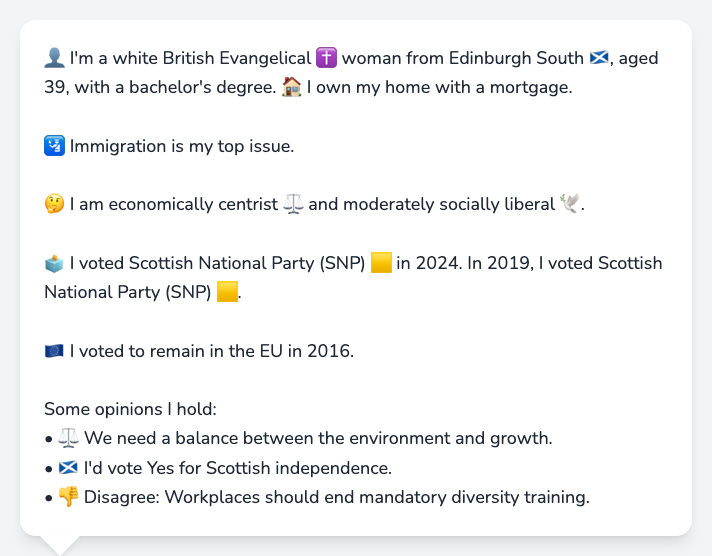 👤 I'm a white British Evangelical ✝️ woman from Edinburgh South 🏴󠁧󠁢󠁳󠁣󠁴󠁿, aged
39, with a bachelor's degree. 🏠 I own my home with a mortgage.
🛂 Immigration is my top issue.
🤔 I am economically centrist ⚖️ and moderately socially liberal 🕊️.
🗳️ I voted Scottish National Party (SNP) 🟨 in 2024. In 2019, I voted Scottish
National Party (SNP) 🟨.
🇪🇺 I voted to remain in the EU in 2016.
Some opinions I hold:
• ⚖️ We need a balance between the environment and growth.
• 🏴󠁧󠁢󠁳󠁣󠁴󠁿 I'd vote Yes for Scottish independence.
• 👎 Disagree: Workplaces should end mandatory diversity training.